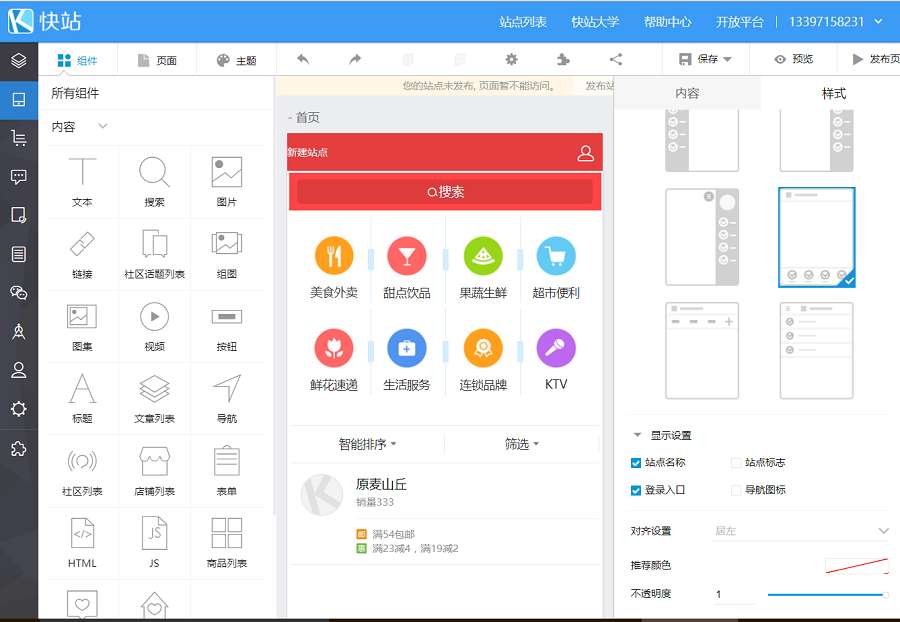 快站
站点列表 快站大学 帮助中心 开放平台 13397158231
组件 页面 主题 保存 预览 发布页
所有组件
内容
文本 搜索 图片
链接 社区话题列表 组图
图集 视频 按钮
标题 文章列表 导航
社区列表 店铺列表 表单
HTML JS 商品列表
您的站点未发布, 页面暂不能访问。 发布站
- 首页
新建站点
搜索
美食外卖 甜点饮品 果蔬生鲜 超市便利
鲜花速递 生活服务 连锁品牌 KTV
智能排序 筛选
原麦山丘
销量333
满54包邮
惠 满23减4，满19减2
内容 样式
显示设置
站点名称 站点标志
登录入口 导航图标
对齐设置 居左
推荐颜色
不透明度 1